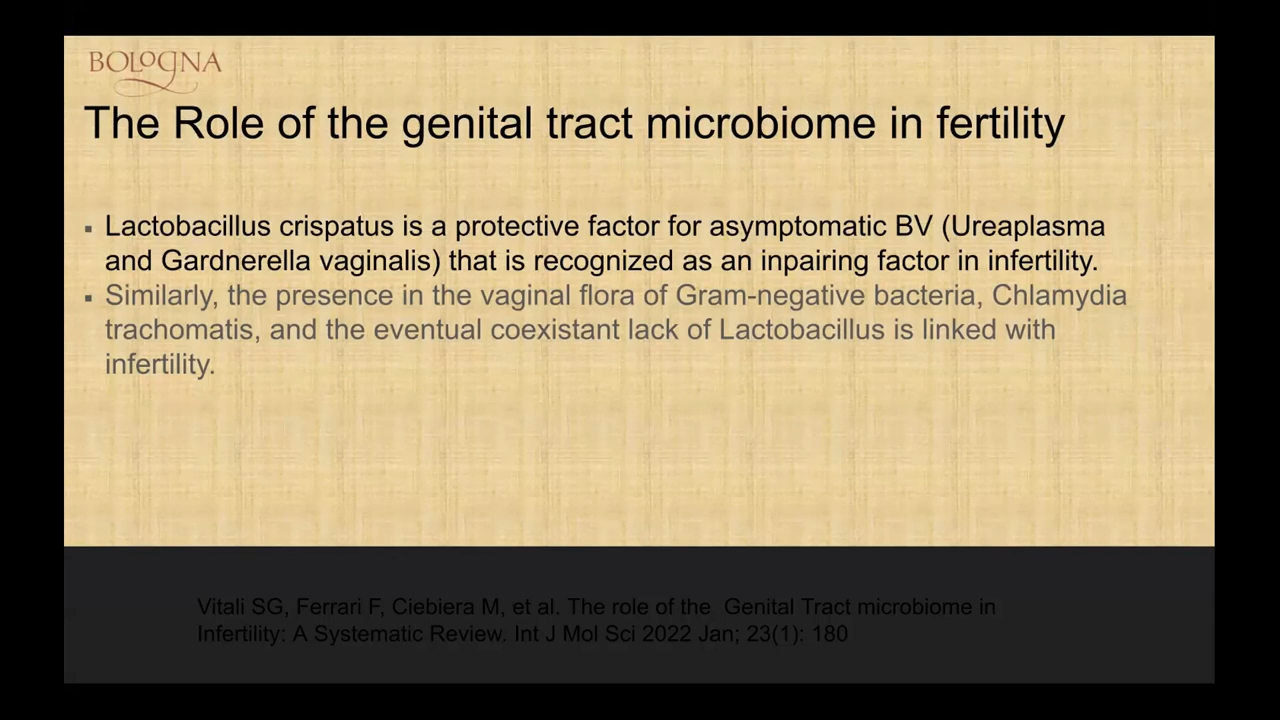 BOLOGNA
The Role of the genital tract microbiome in fertility
▪ Lactobacillus crispatus is a protective factor for asymptomatic BV (Ureaplasma
and Gardnerella vaginalis) that is recognized as an inpairing factor in infertility.
▪ Similarly, the presence in the vaginal flora of Gram-negative bacteria, Chlamydia
trachomatis, and the eventual coexistant lack of Lactobacillus is linked with
infertility.
Vitali SG, Ferrari F, Ciebiera M, et al. The role of the Genital Tract microbiome in
Infertility: A Systematic Review. Int J Mol Sci 2022 Jan; 23(1): 180